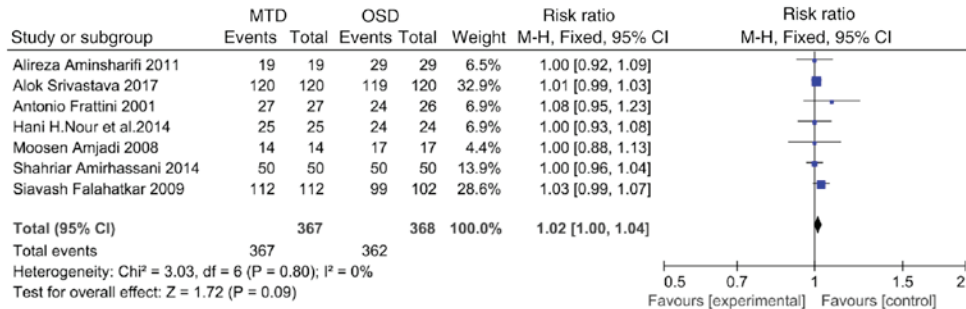 MTD OSD Risk ratio Risk ratio
Study or subgroup Events Total Events Total Weight M-H, Fixed, 95% CI M-H, Fixed, 95% CI
Alireza Aminsharifi 2011 19 19 29 29 6.5% 1.00 [0.92, 1.09]
Alok Srivastava 2017 120 120 119 120 32.9% 1.01 [0.99, 1.03]
Antonio Frattini 2001 27 27 24 26 6.9% 1.08 [0.95, 1.23]
Hani H.Nour et al.2014 25 25 24 24 6.9% 1.00 [0.93, 1.08]
Moosen Amjadi 2008 14 14 17 17 4.4% 1.00 [0.88, 1.13]
Shahriar Amirhassani 2014 50 50 50 50 13.9% 1.00 [0.96, 1.04]
Siavash Falahatkar 2009 112 112 99 102 28.6% 1.03 [0.99, 1.07]
Total (95% CI) 367 368 100.0% 1.02 [1.00, 1.04]
Total events 367 362
Heterogeneity: Chi² = 3.03, df = 6 (P = 0.80); I² = 0%
Test for overall effect: Z = 1.72 (P = 0.09)
0.5 0.7 1 1.5 2
Favours [experimental] Favours [control]